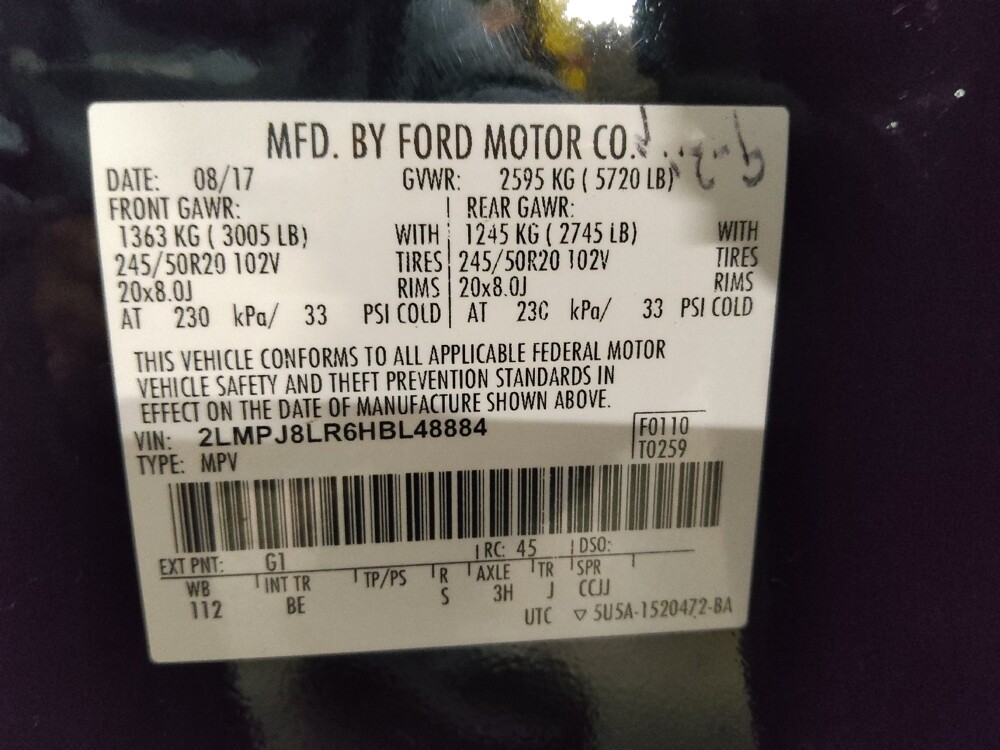 MFD. BY FORD MOTOR CO.
DATE: 08/17 GVWR: 2595 KG ( 5720 LB)
FRONT GAWR: REAR GAWR:
1363 KG ( 3005 LB) WITH 1245 KG ( 2745 LB) WITH
245/50R20 102V TIRES 245/50R20 102V TIRES
20x8.0J RIMS 20x8.0J RIMS
AT 230 kPa/ 33 PSI COLD AT 230 kPa/ 33 PSI COLD
THIS VEHICLE CONFORMS TO ALL APPLICABLE FEDERAL MOTOR
VEHICLE SAFETY AND THEFT PREVENTION STANDARDS IN
EFFECT ON THE DATE OF MANUFACTURE SHOWN ABOVE.
VIN: 2LMPJ8LR6HBL48884 F0110
TYPE: MPV T0259
EXT PNT: G1 RC: 45 DSO:
WB INT TR TP/PS R AXLE TR SPR
112 BE S 3H J CCJJ
UTC ▽ 5U5A-1520472-BA